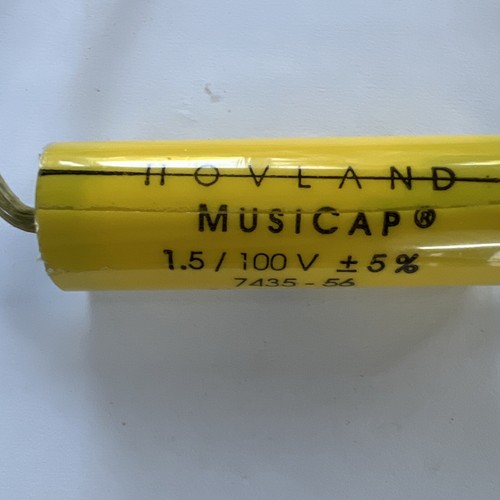 HOVLAND
MUSICAP®
1.5 / 100 V ± 5 %
7435 - 56